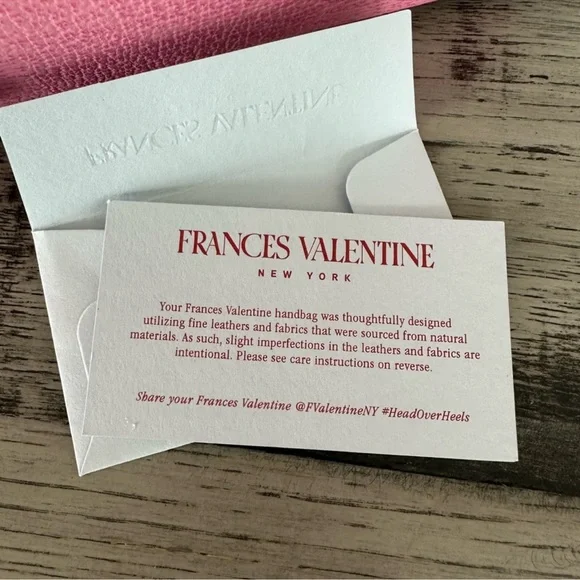 FRANCES VALENTINE
FRANCES VALENTINE
NEW YORK
Your Frances Valentine handbag was thoughtfully designed
utilizing fine leathers and fabrics that were sourced from natural
materials. As such, slight imperfections in the leathers and fabrics are
intentional. Please see care instructions on reverse.
Share your Frances Valentine @FValentineNY #HeadOverHeels